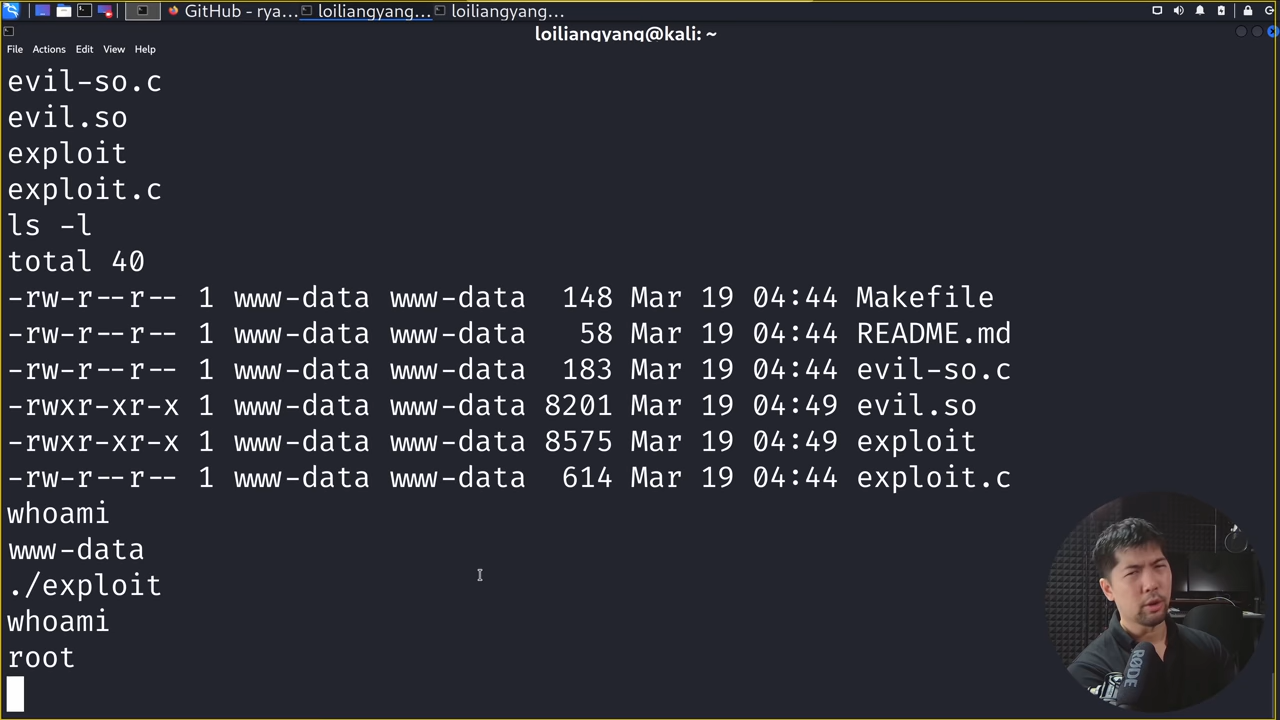 GitHub - rya...
loiliangyang...
loiliangyang...
loiliangyang@kali: ~
File Actions Edit View Help
evil-so.c
evil.so
exploit
exploit.c
ls -l
total 40
-rw-r--r-- 1 www-data www-data 148 Mar 19 04:44 Makefile
-rw-r--r-- 1 www-data www-data 58 Mar 19 04:44 README.md
-rw-r--r-- 1 www-data www-data 183 Mar 19 04:44 evil-so.c
-rwxr-xr-x 1 www-data www-data 8201 Mar 19 04:49 evil.so
-rwxr-xr-x 1 www-data www-data 8575 Mar 19 04:49 exploit
-rw-r--r-- 1 www-data www-data 614 Mar 19 04:44 exploit.c
whoami
www-data
./exploit
whoami
root
RØDE